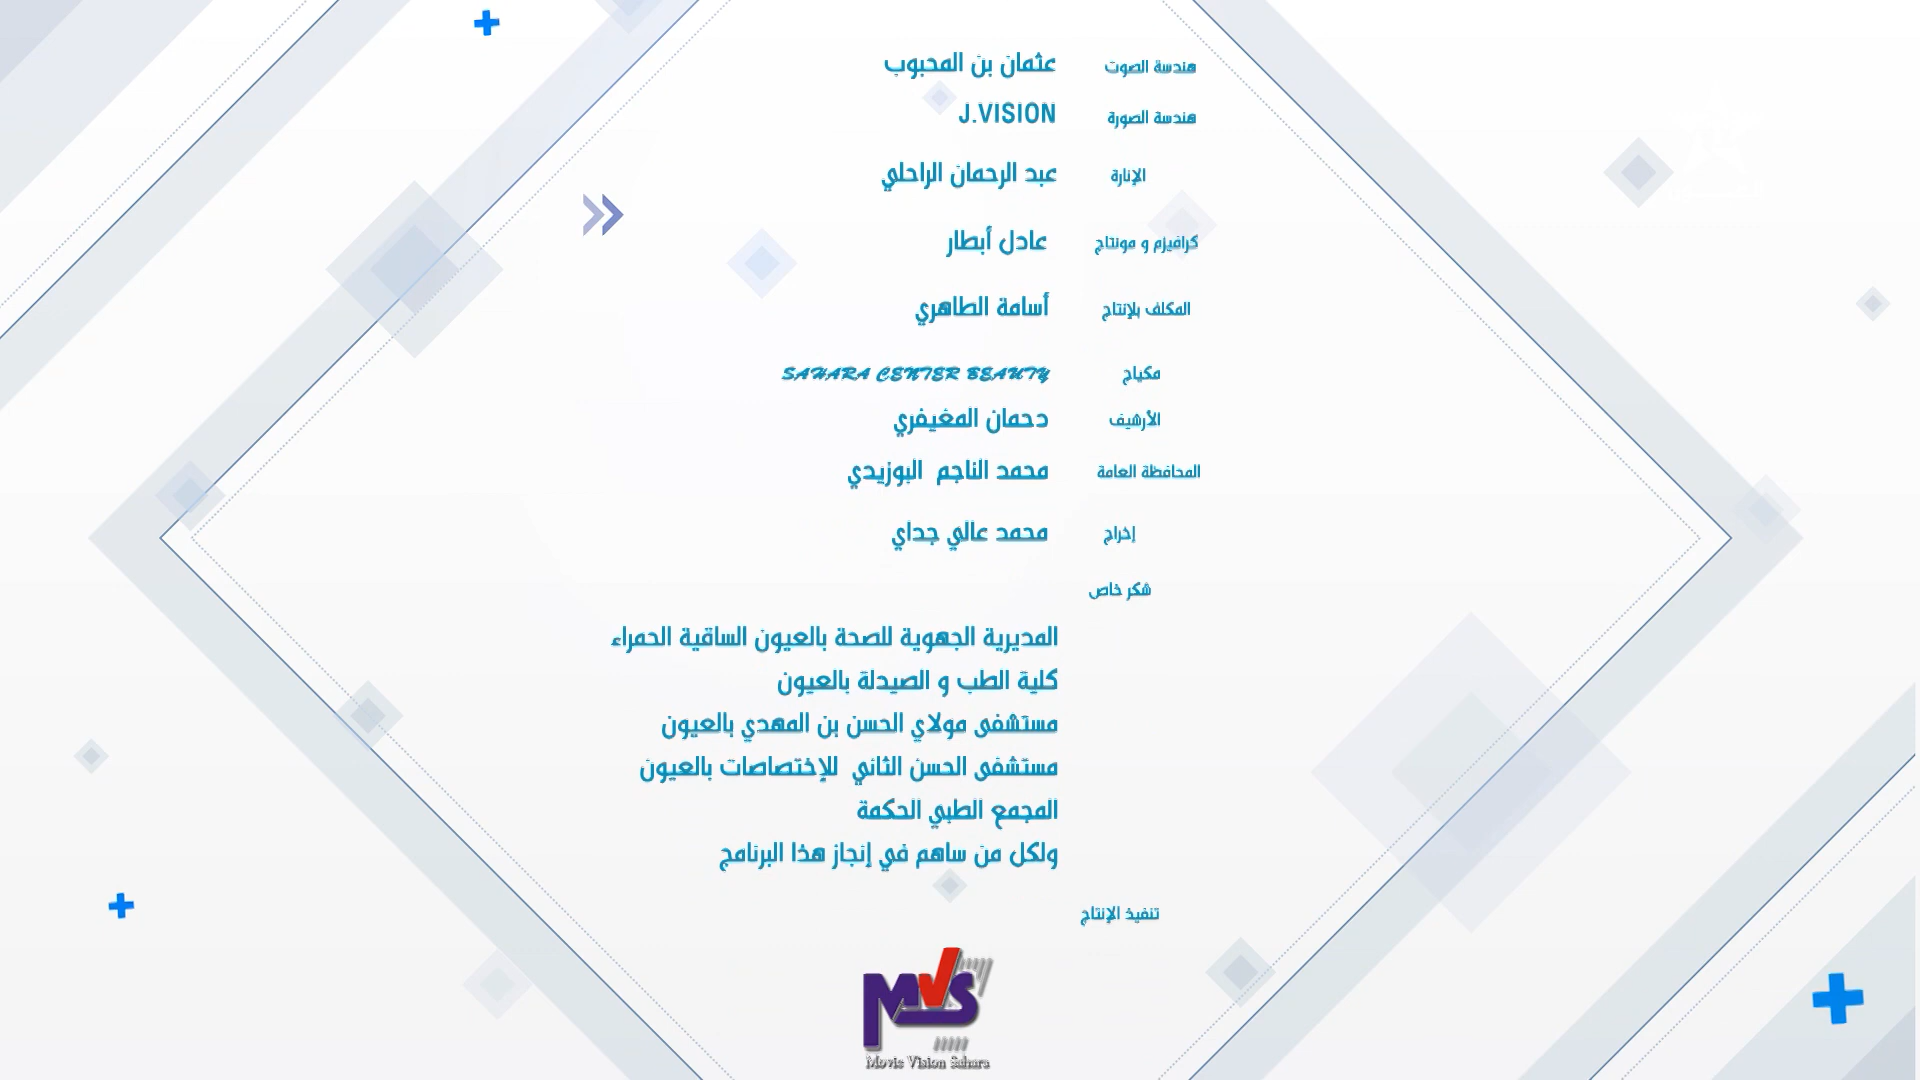 هندسة الصوت عثمان بن المحبوب
هندسة الصورة J.VISION
الإنارة عبد الرحمان الراحلي
كرافيزم و مونتاج عادل أبطار
المكلف بلإنتاج أسامة الطاهري
مكياج SAHARA CENTER BEAUTY
الأرشيف دحمان المغيفري
المحافظة العامة محمد الناجم البوزيدي
إخراج محمد عالي جداي
شكر خاص
المديرية الجهوية للصحة بالعيون الساقية الحمراء
كلية الطب و الصيدلة بالعيون
مستشفى مولاي الحسن بن المهدي بالعيون
مستشفى الحسن الثاني للإختصاصات بالعيون
المجمع الطبي الحكمة
ولكل من ساهم في إنجاز هذا البرنامج
تنفيذ الإنتاج
MVS
Movie Vision Sahara